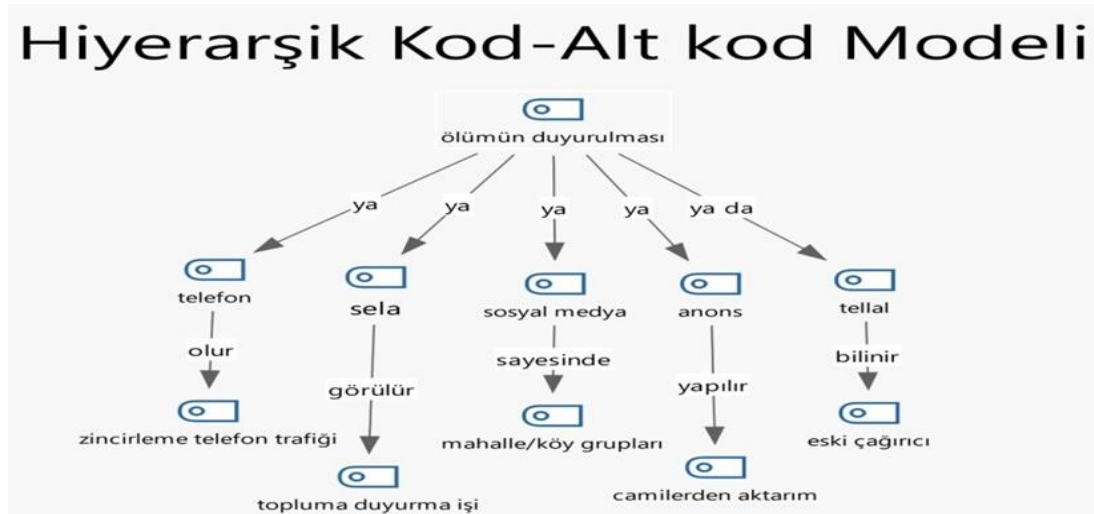 Hiyerarşik Kod-Alt kod Modeli
ölümün duyurulması
ya
ya
ya
ya
ya da
telefon
sela
sosyal medya
anons
tellal
olur
görülür
sayesinde
yapılır
bilinir
zincirleme telefon trafiği
topluma duyurma işi
mahalle/köy grupları
camilerden aktarım
eski çağırıcı